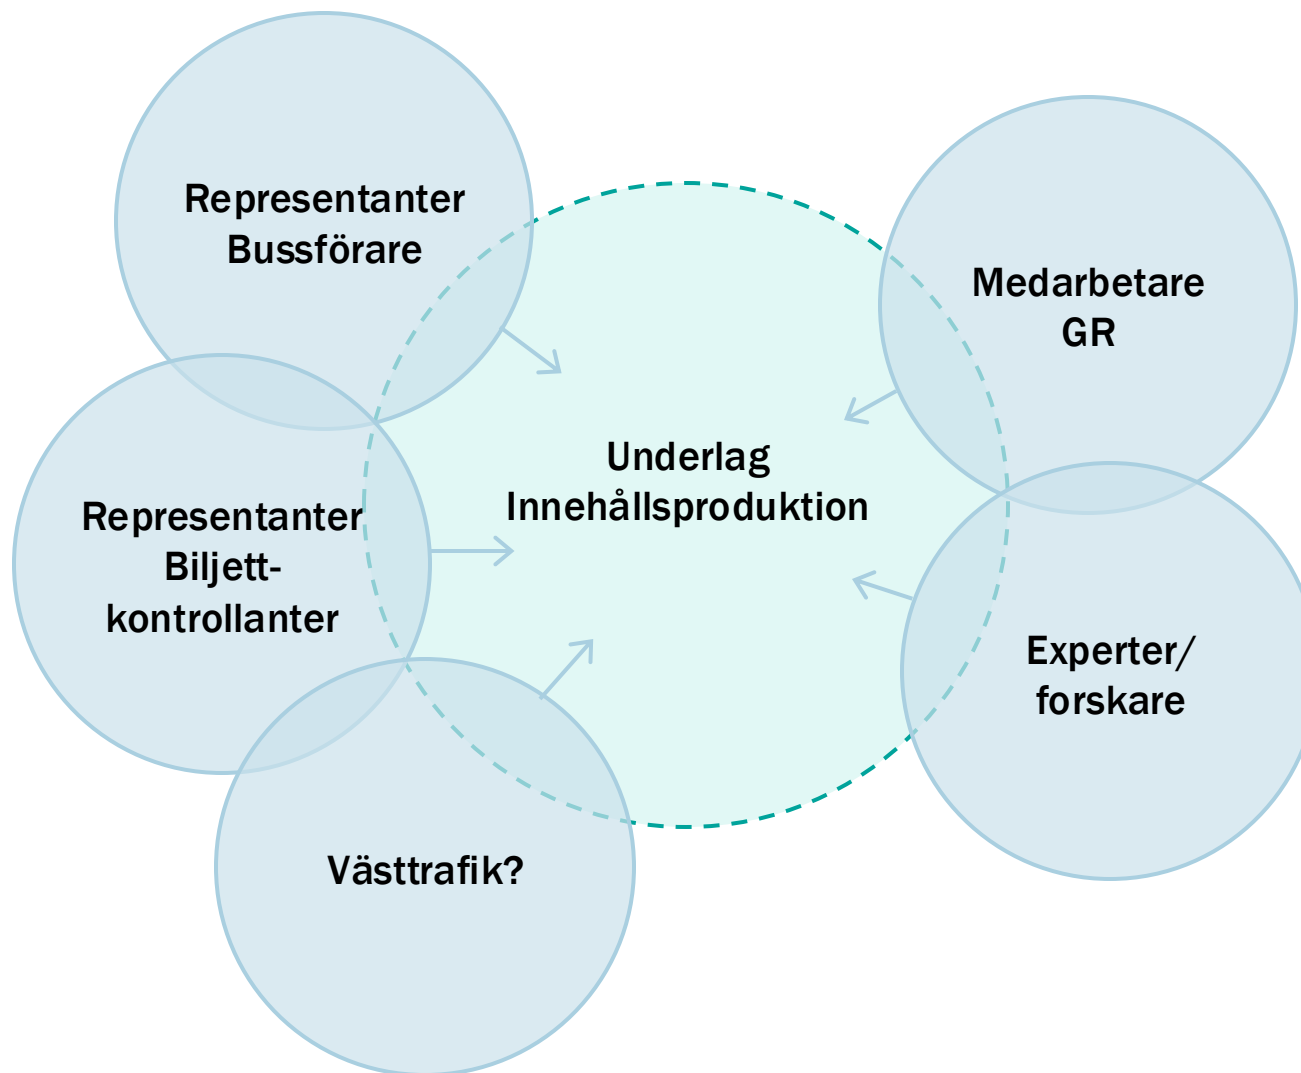 Representanter
Bussförare
Medarbetare
GR
Underlag
Innehållsproduktion
Representanter
Biljett-
kontrollanter
Experter/
forskare
Västtrafik?